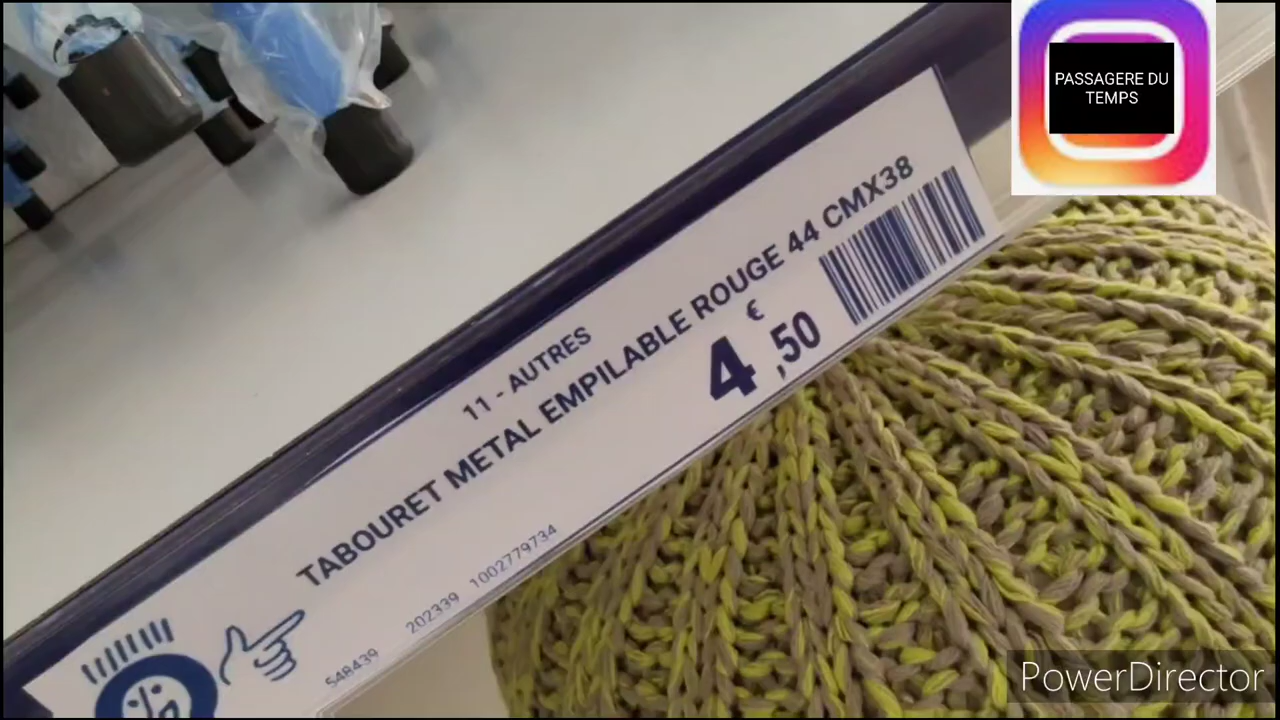 PASSAGERE DU
TEMPS
11 - AUTRES
TABOURET METAL EMPILABLE ROUGE 44 CMX38
4€,50
548439 202339 1002779734
PowerDirector